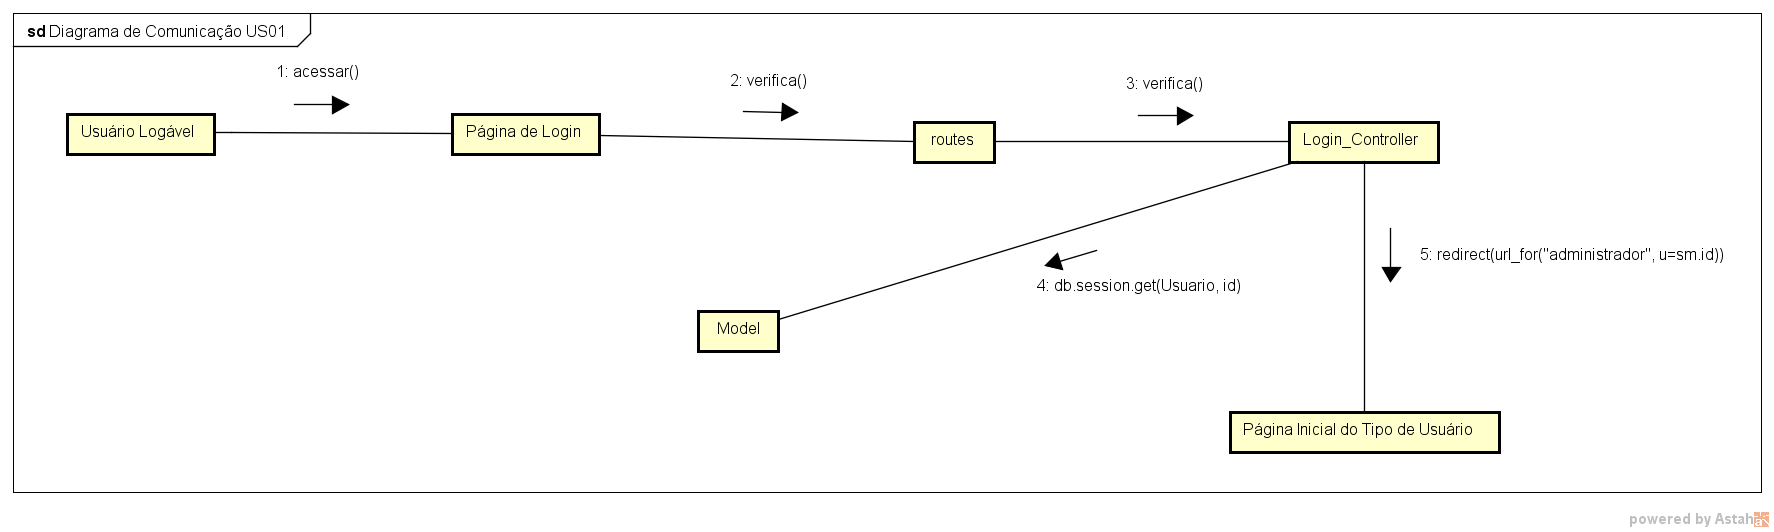 sd Diagrama de Comunicação US01
1: acessar()
2: verifica()
3: verifica()
Usuário Logável
Página de Login
routes
Login_Controller
5: redirect(url_for("administrador", u=sm.id))
4: db.session.get(Usuario, id)
Model
Página Inicial do Tipo de Usuário
powered by Astah